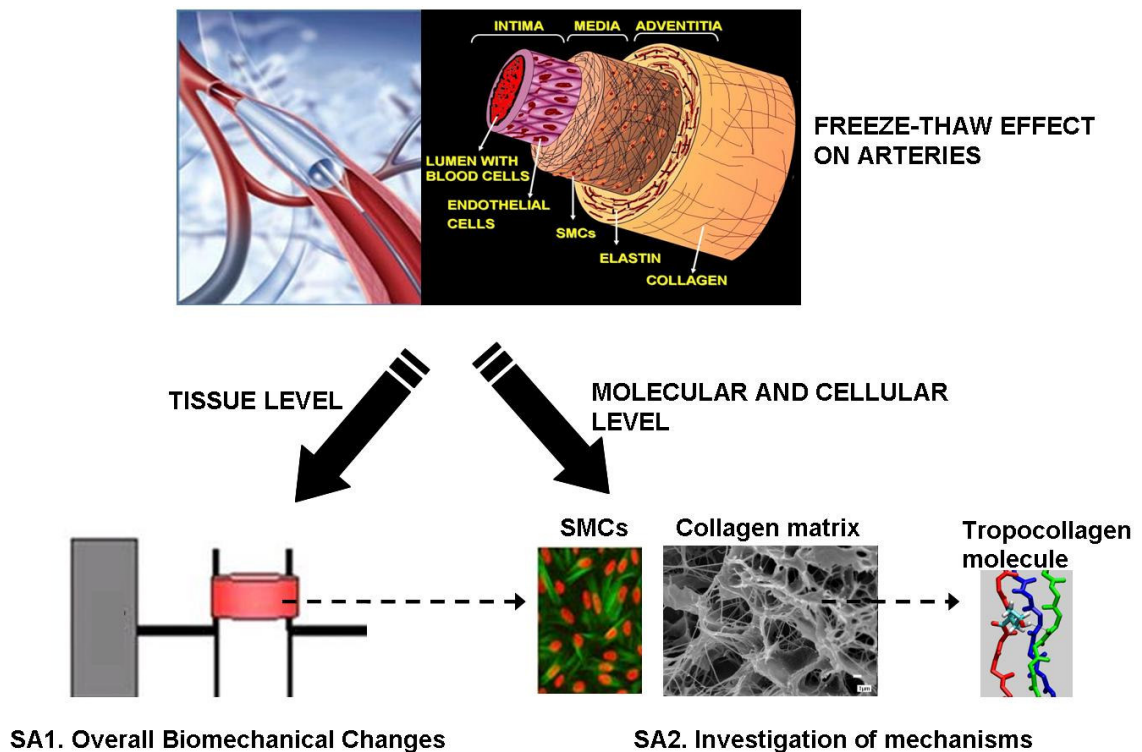 INTIMA MEDIA ADVENTITIA
LUMEN WITH
BLOOD CELLS
ENDOTHELIAL
CELLS
SMCs
ELASTIN
COLLAGEN
FREEZE-THAW EFFECT
ON ARTERIES
TISSUE LEVEL
MOLECULAR AND CELLULAR
LEVEL
SMCs
Collagen matrix
Tropocollagen
molecule
1µm
SA1. Overall Biomechanical Changes
SA2. Investigation of mechanisms